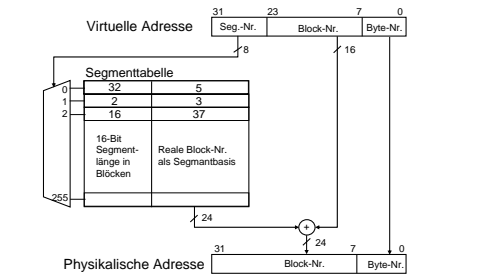 31 23 7 0
Virtuelle Adresse Seg.-Nr. Block-Nr. Byte-Nr.
8 16
Segmenttabelle
0 32 5
1 2 3
2 16 37
16-Bit
Segment-
länge in
Blöcken
Reale Block-Nr.
als Segmantbasis
255
24
+
24
31 7 0
Physikalische Adresse Block-Nr. Byte-Nr.